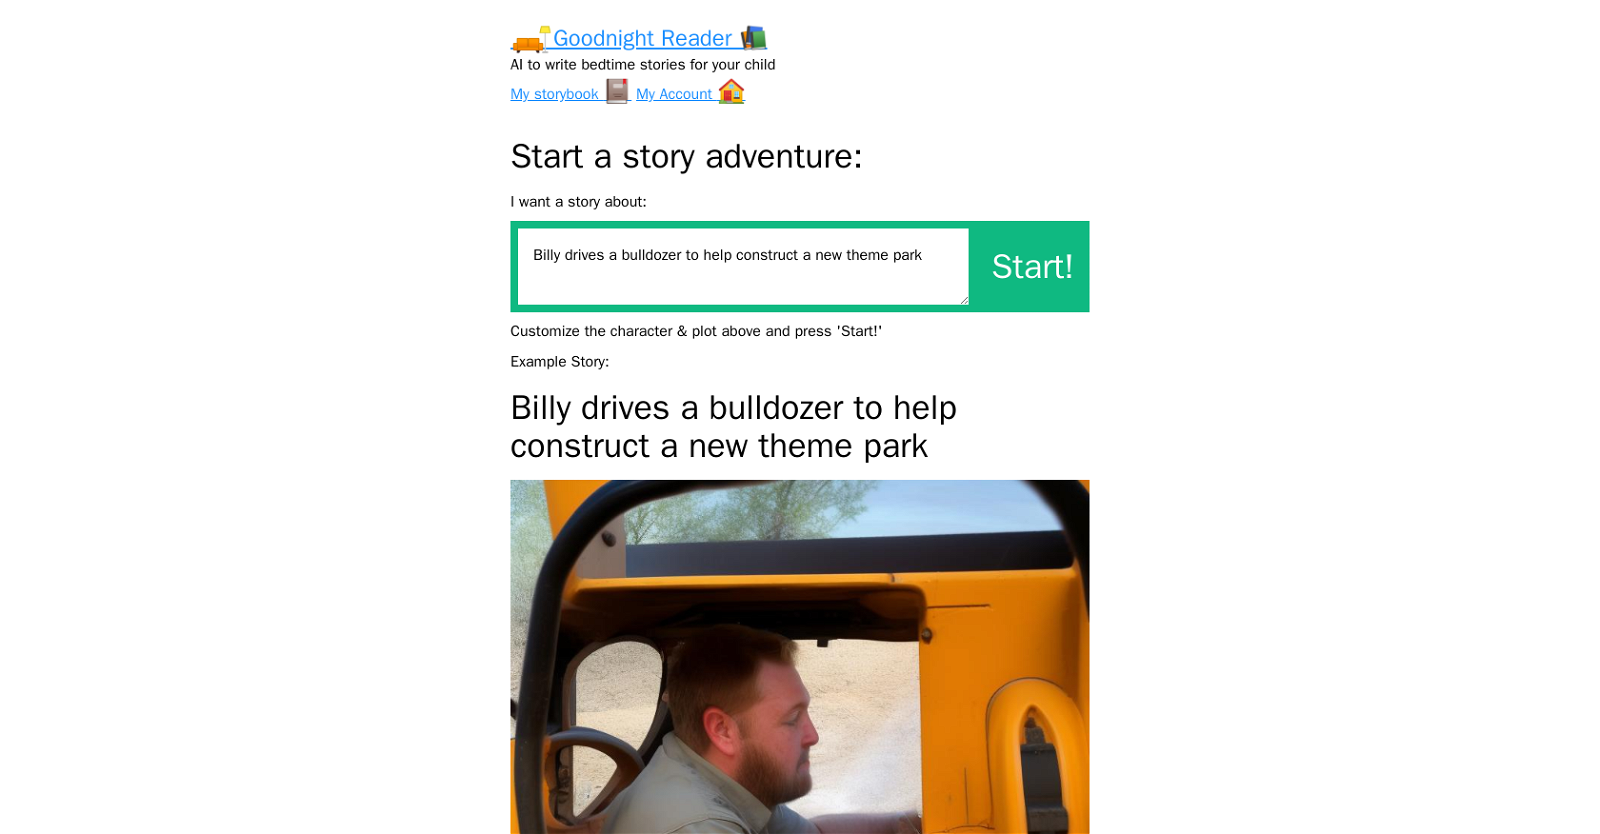 Goodnight Reader
AI to write bedtime stories for your child
My storybook My Account
Start a story adventure:
I want a story about:
Billy drives a bulldozer to help construct a new theme park
Start!
Customize the character & plot above and press 'Start!'
Example Story:
Billy drives a bulldozer to help
construct a new theme park